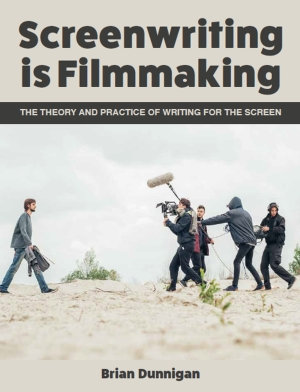 Screenwriting
is Filmmaking
THE THEORY AND PRACTICE OF WRITING FOR THE SCREEN
Brian Dunnigan